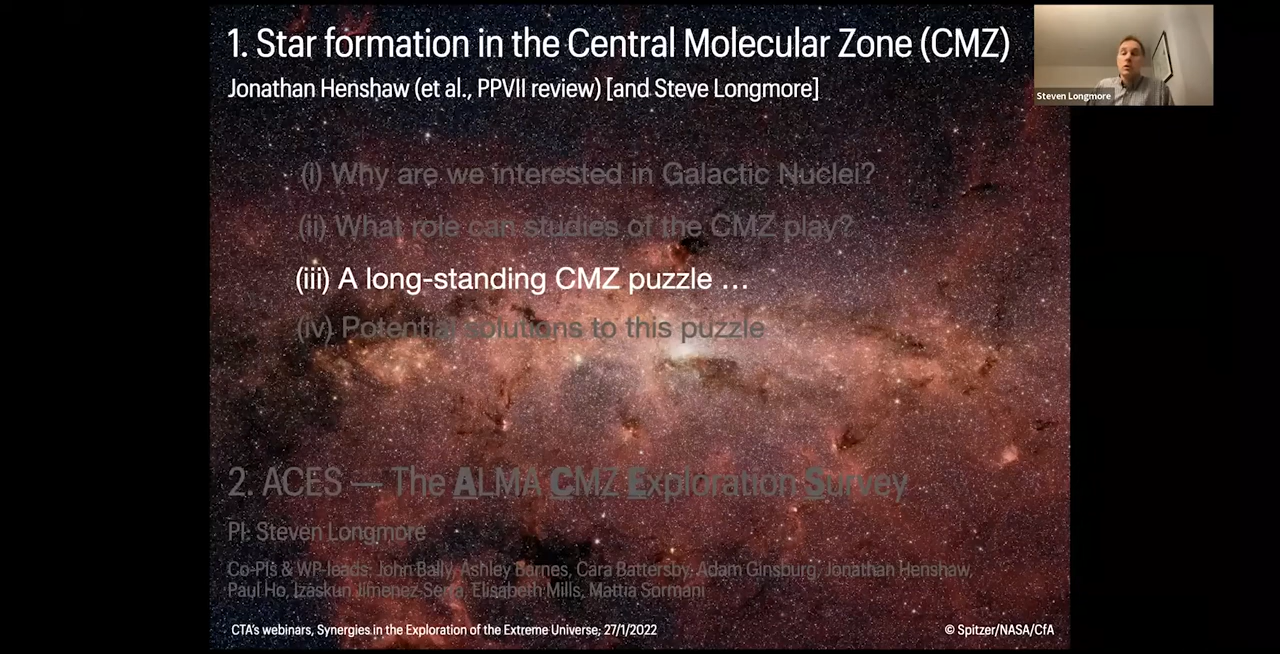 1. Star formation in the Central Molecular Zone (CMZ)
Jonathan Henshaw (et al., PPVII review) [and Steve Longmore]
Steven Longmore
(i) Why are we interested in Galactic Nuclei?
(ii) What role can studies of the CMZ play?
(iii) A long-standing CMZ puzzle …
(iv) Potential solutions to this puzzle
2. ACES — The ALMA CMZ Exploration Survey
PI: Steven Longmore
Co-PIs & WP-leads: John Bally, Ashley Barnes, Cara Battersby, Adam Ginsburg, Jonathan Henshaw,
Paul Ho, Izaskun Jimenez-Serra, Elisabeth Mills, Mattia Sormani
CTA's webinars, Synergies in the Exploration of the Extreme Universe; 27/1/2022
© Spitzer/NASA/CfA